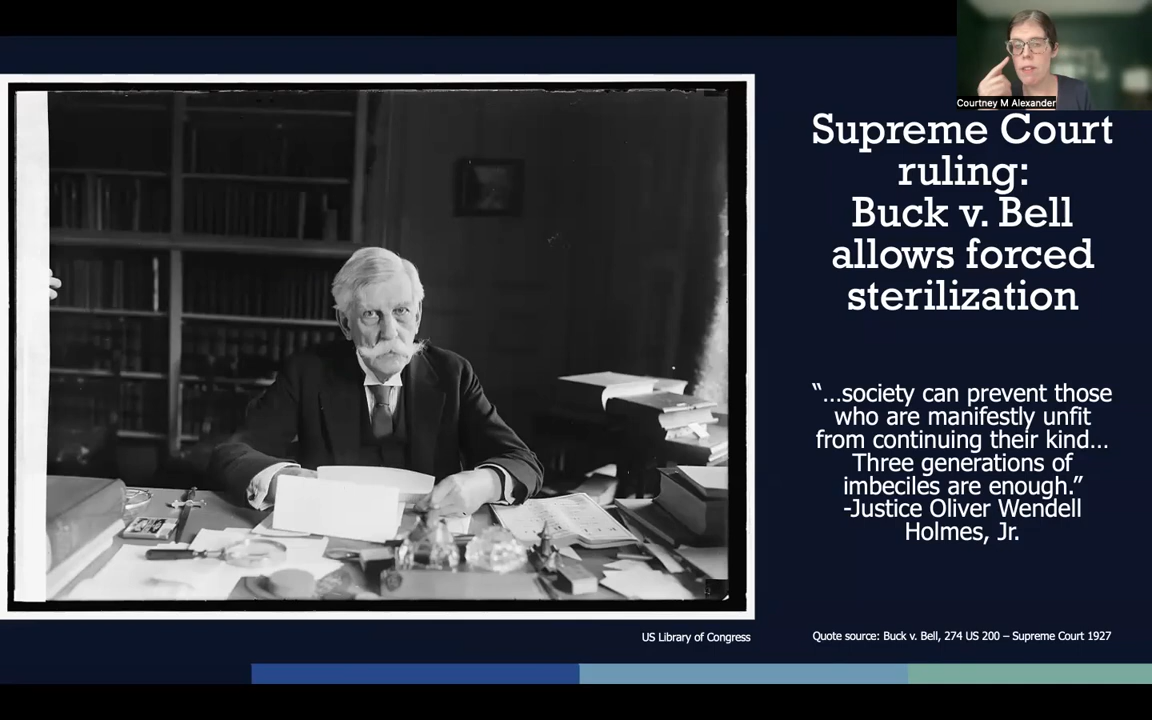 Courtney M Alexander
Supreme Court
ruling:
Buck v. Bell
allows forced
sterilization
“...society can prevent those
who are manifestly unfit
from continuing their kind...
Three generations of
imbeciles are enough.”
-Justice Oliver Wendell
Holmes, Jr.
US Library of Congress
Quote source: Buck v. Bell, 274 US 200 – Supreme Court 1927